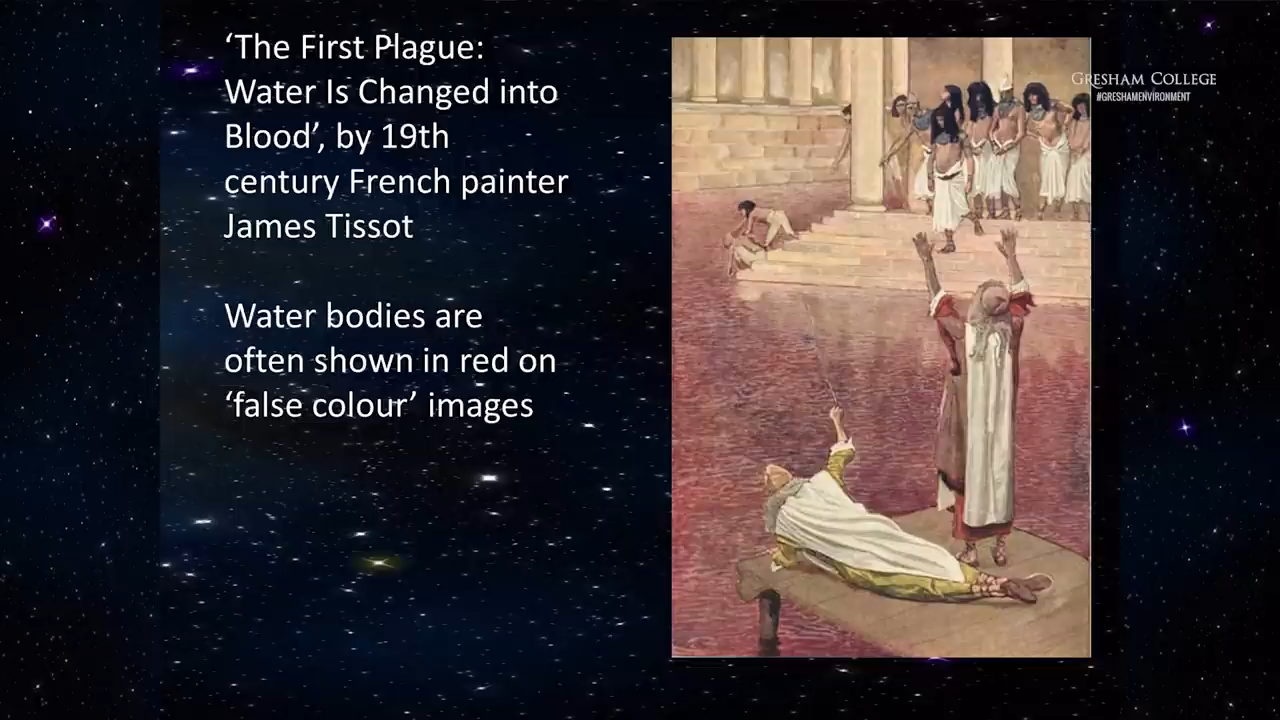 ‘The First Plague:
Water Is Changed into
Blood’, by 19th
century French painter
James Tissot
Water bodies are
often shown in red on
‘false colour’ images
GRESHAM COLLEGE
#GRESHAMENVIRONMENT